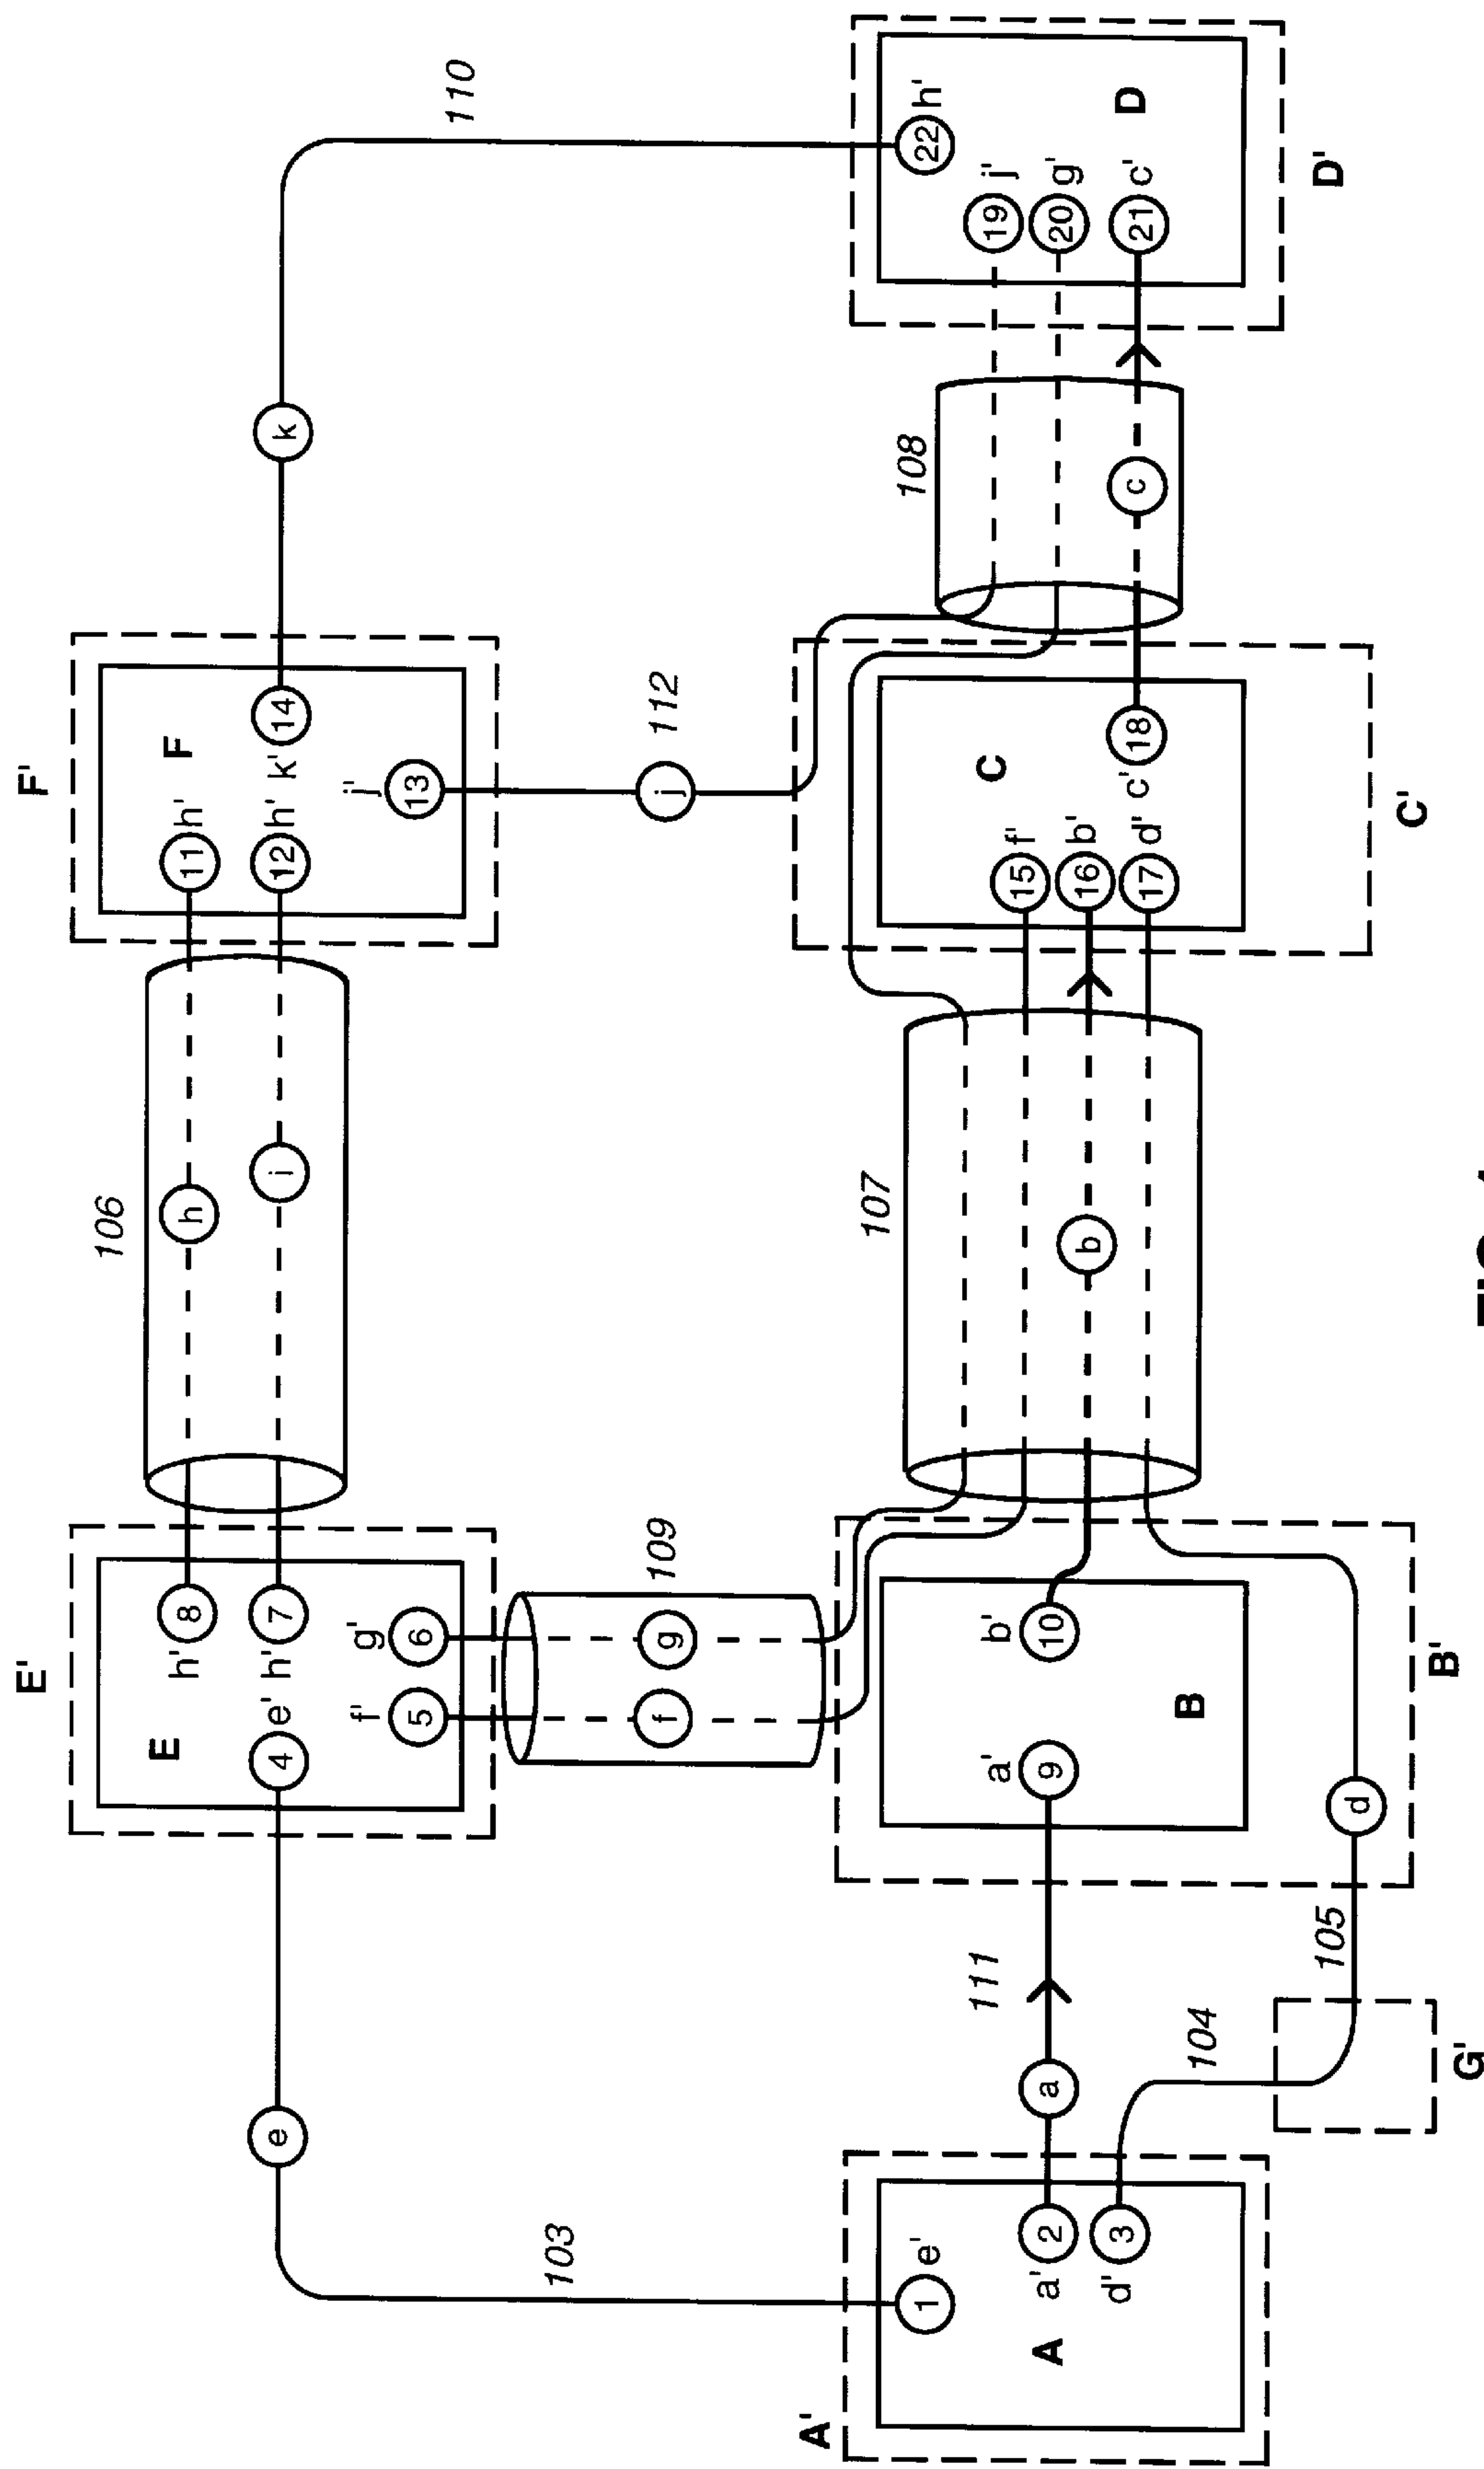 E'
F'
106
E
8
h'
h
11
h'
F
e
4
e'
7
h'
i
12
h'
k'
14
k
110
f'
5
g'
6
j'
13
103
f
g
109
j
112
A'
1
e'
A
a'
2
d'
3
a
111
104
105
G'
a'
9
b'
10
B
d
B'
107
b
15
f'
16
b'
17
d'
C
c'
18
C'
108
c
22
h'
19
j'
20
g'
21
c'
D
D'